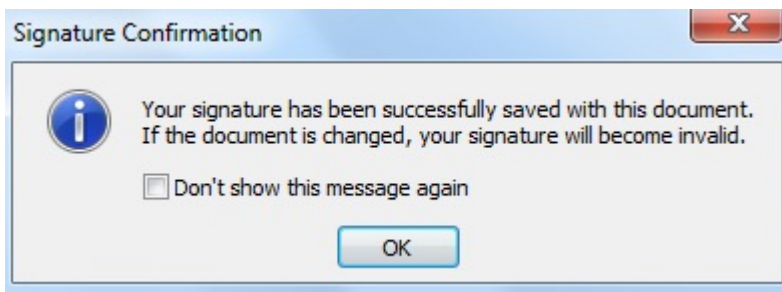 Signature Confirmation
Your signature has been successfully saved with this document.
If the document is changed, your signature will become invalid.
Don't show this message again
OK